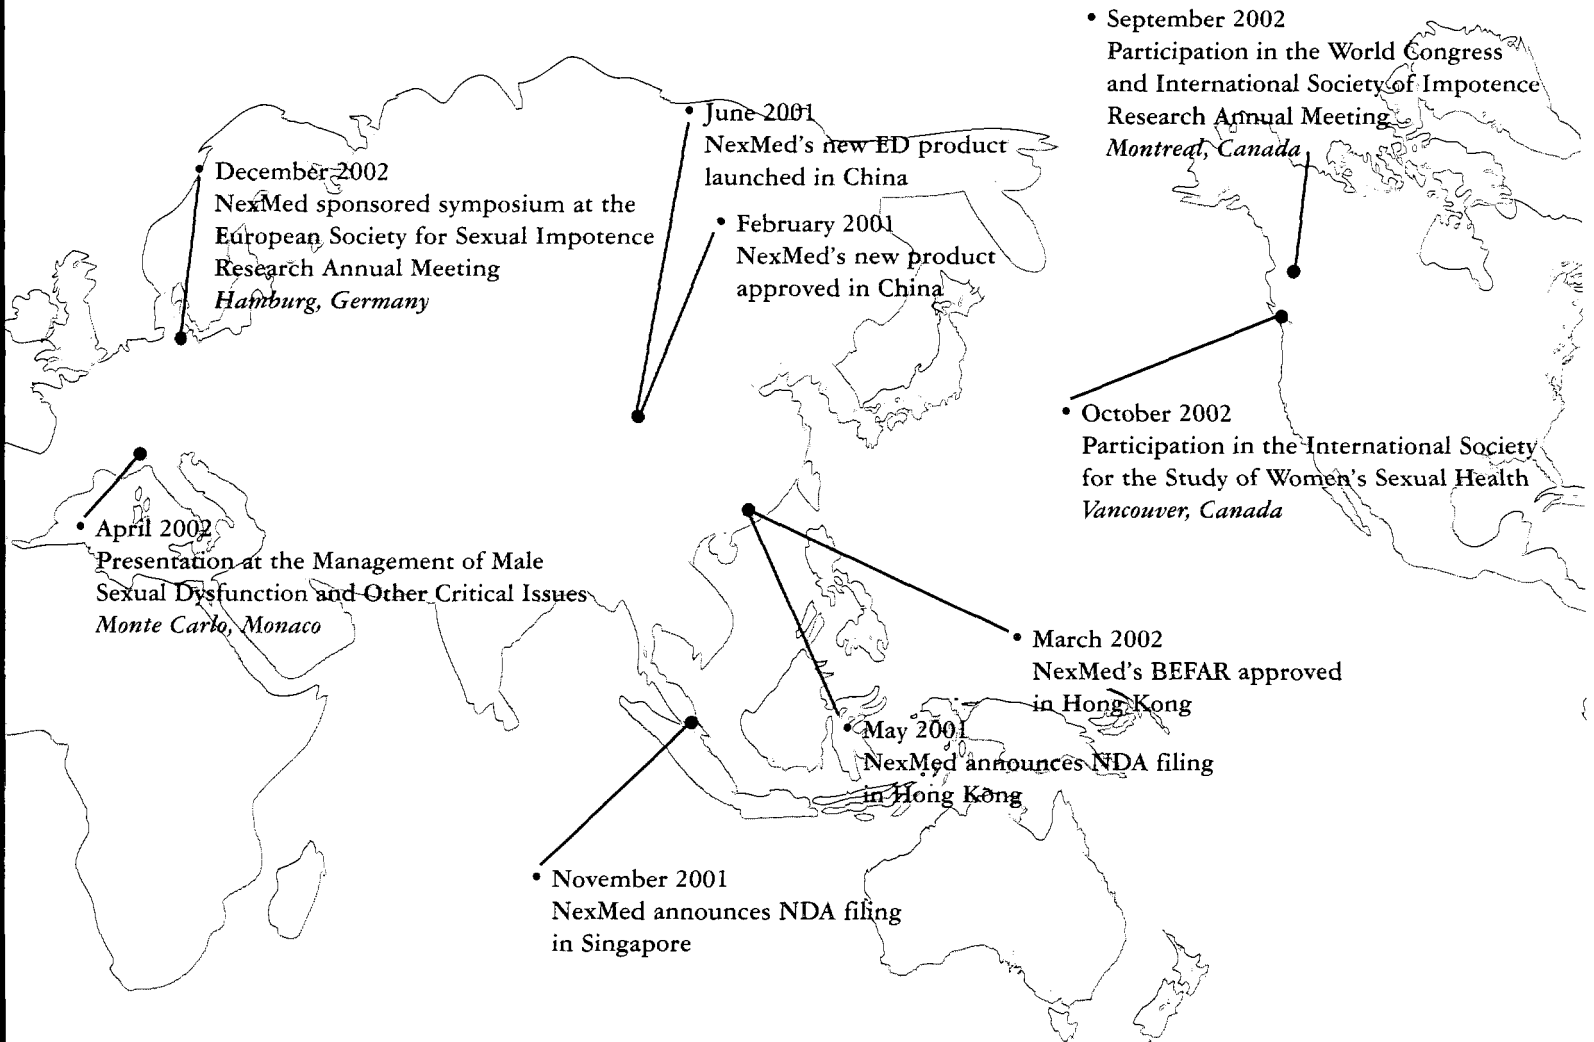 • September 2002
Participation in the World Congress
and International Society of Impotence
Research Annual Meeting
Montreal, Canada
• June 2001
NexMed's new ED product
launched in China
• December 2002
NexMed sponsored symposium at the
European Society for Sexual Impotence
Research Annual Meeting
Hamburg, Germany
• February 2001
NexMed's new product
approved in China
• October 2002
Participation in the International Society
for the Study of Women's Sexual Health
Vancouver, Canada
• April 2002
Presentation at the Management of Male
Sexual Dysfunction and Other Critical Issues
Monte Carlo, Monaco
• March 2002
NexMed's BEFAR approved
in Hong Kong
• May 2001
NexMed announces NDA filing
in Hong Kong
• November 2001
NexMed announces NDA filing
in Singapore